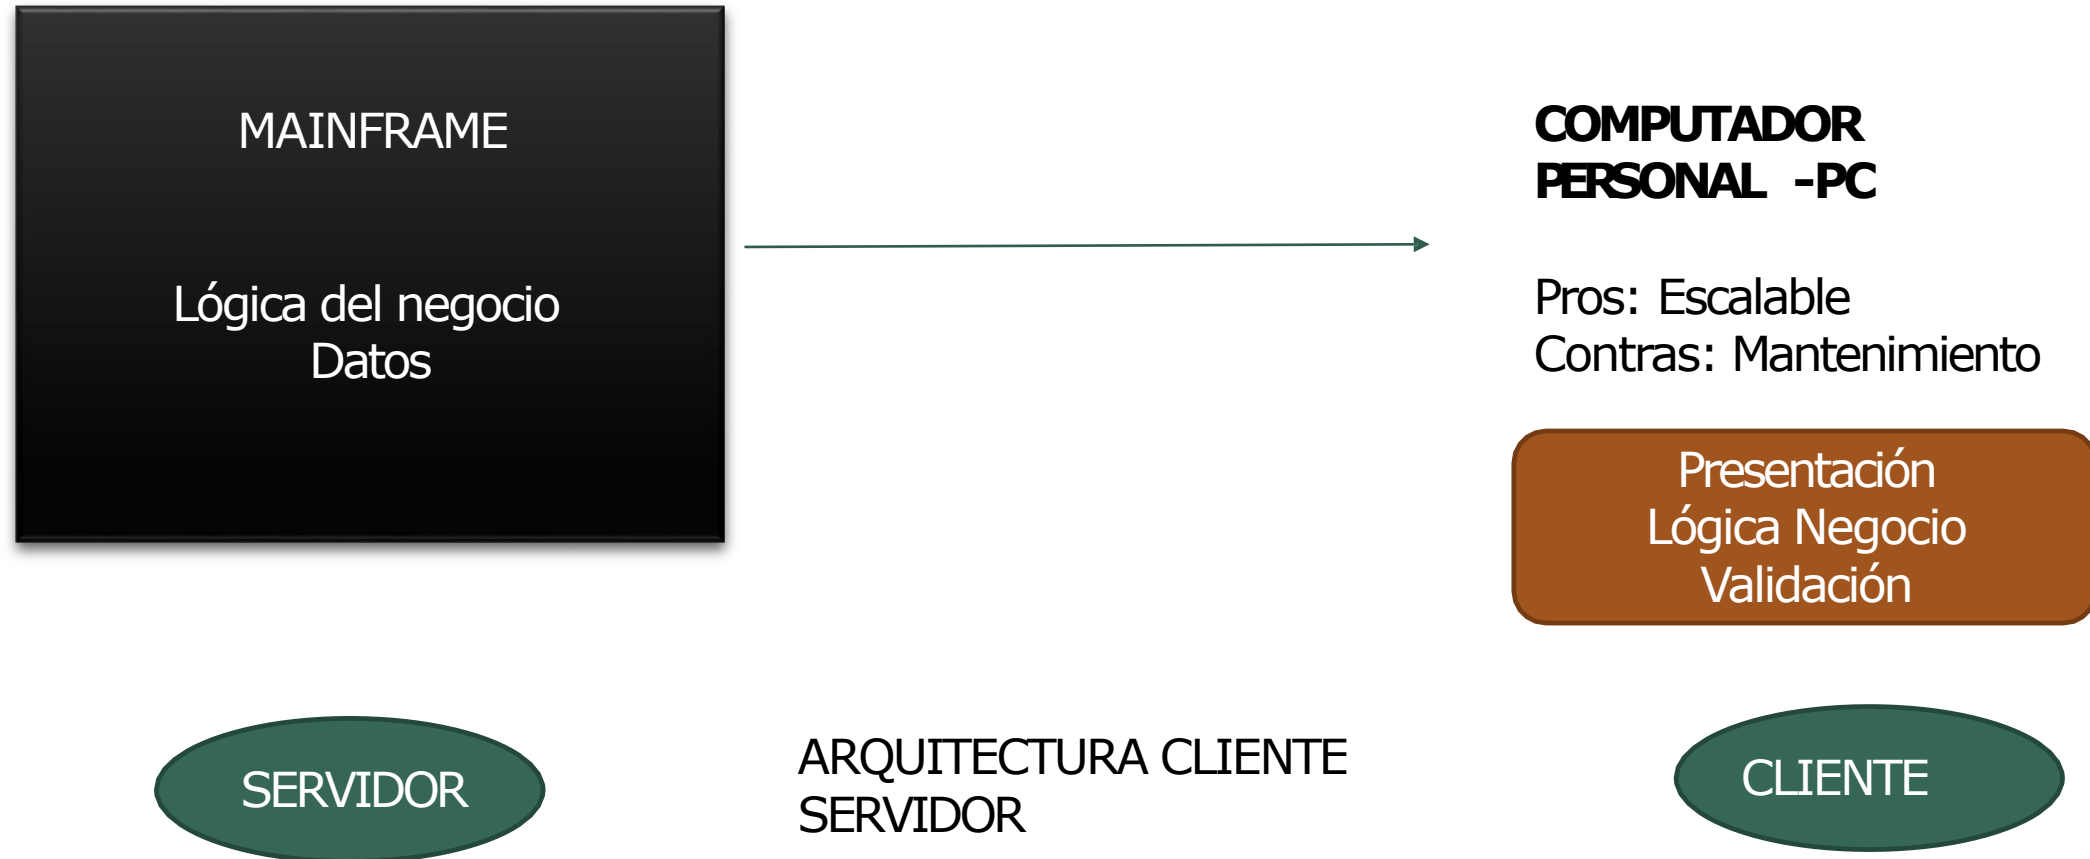 MAINFRAME
Lógica del negocio
Datos
COMPUTADOR
PERSONAL -PC
Pros: Escalable
Contras: Mantenimiento
Presentación
Lógica Negocio
Validación
SERVIDOR
ARQUITECTURA CLIENTE
SERVIDOR
CLIENTE